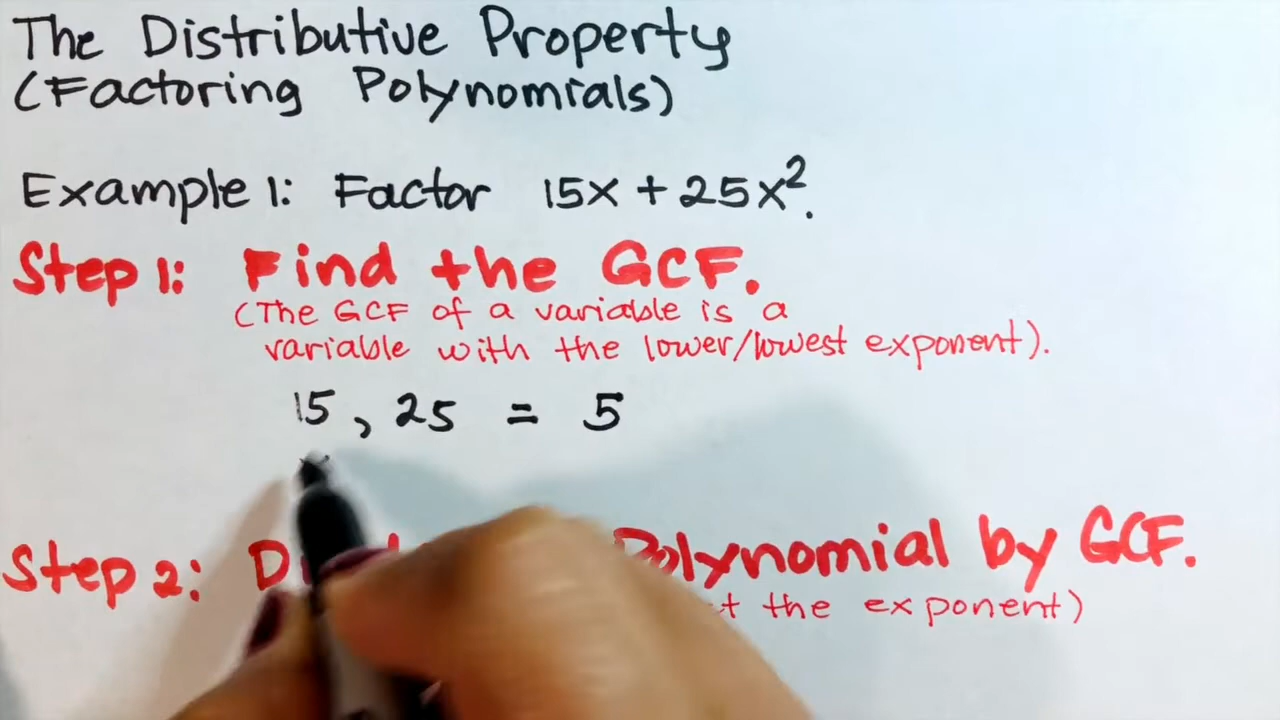 The Distributive Property
(Factoring Polynomials)
Example 1: Factor 15x + 25x².
Step 1: Find the GCF.
(The GCF of a variable is a
variable with the lower/lowest exponent).
15, 25 = 5
x
Step 2: Polynomial by GCF.
the exponent)